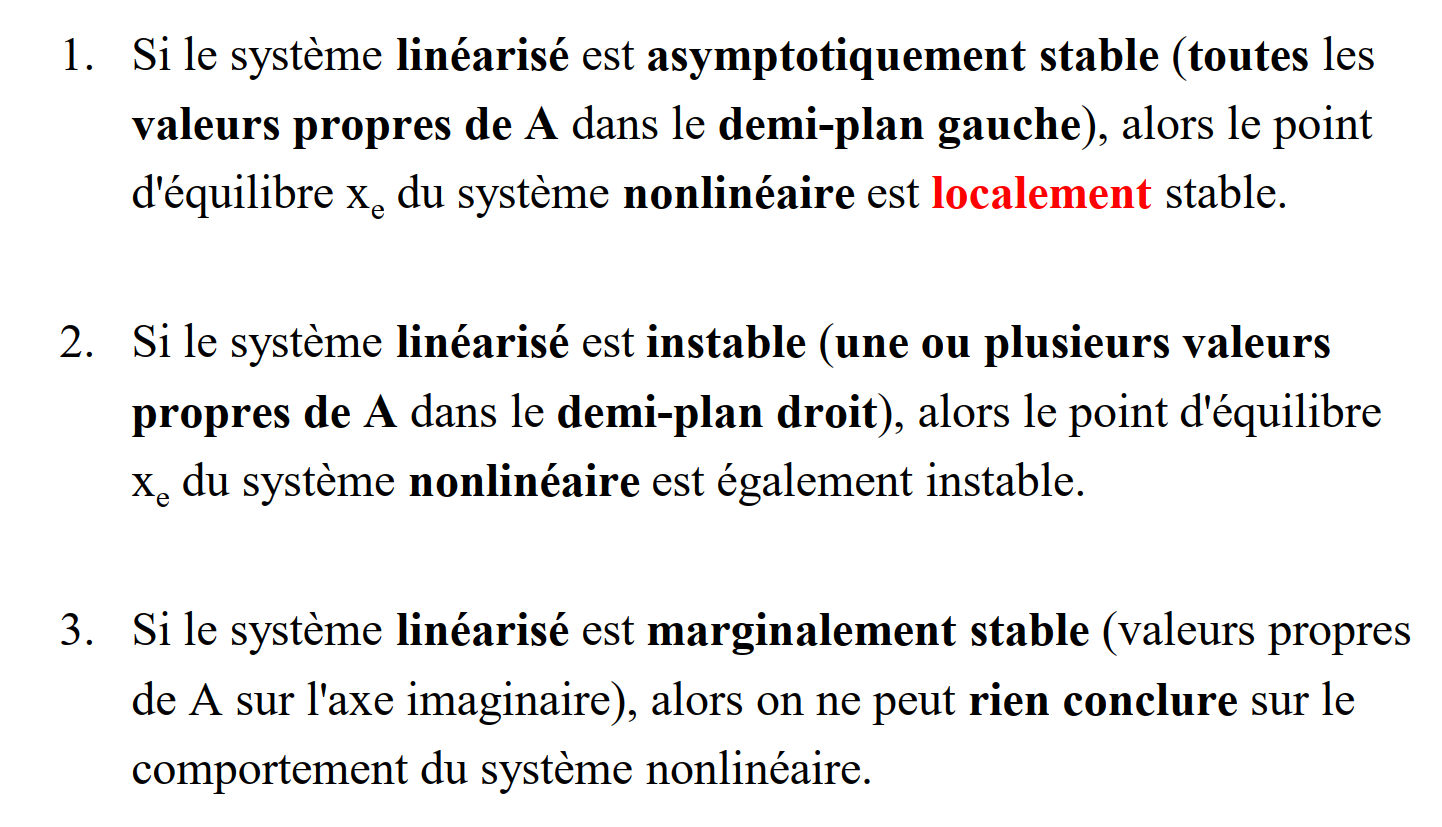 1. Si le système linéarisé est asymptotiquement stable (toutes les
valeurs propres de A dans le demi-plan gauche), alors le point
d'équilibre xe du système nonlinéaire est localement stable.
2. Si le système linéarisé est instable (une ou plusieurs valeurs
propres de A dans le demi-plan droit), alors le point d'équilibre
xe du système nonlinéaire est également instable.
3. Si le système linéarisé est marginalement stable (valeurs propres
de A sur l'axe imaginaire), alors on ne peut rien conclure sur le
comportement du système nonlinéaire.